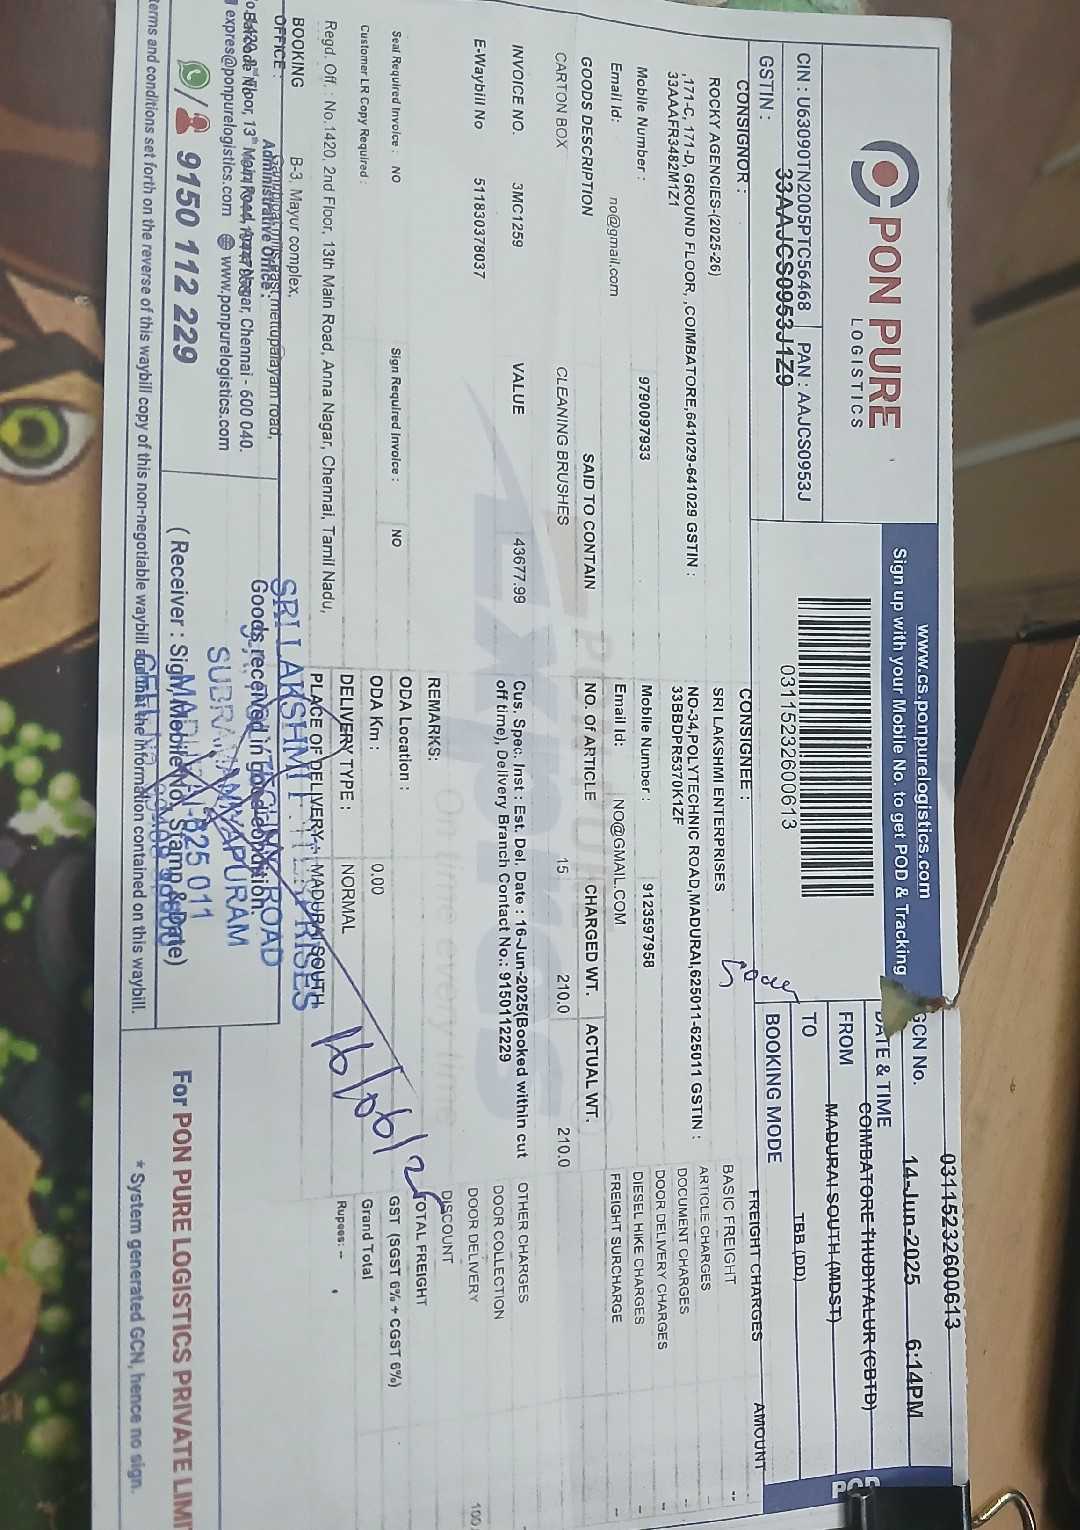 PON PURE
LOGISTICS
CIN : U63090TN2005PTC56468 PAN : AAJCS0953J
GSTIN : 33AAJCS0953J1Z9
www.cs.ponpurelogistics.com
Sign up with your Mobile No. to get POD & Tracking
03115232600613
GCN No. 03115232600613
DATE & TIME 14-Jun-2025 6:14PM
FROM COIMBATORE THUDIYALUR (CBTD)
TO MADURAI SOUTH (MDST)
BOOKING MODE TBB (DD)
CONSIGNOR :
ROCKY AGENCIES-(2025-26)
,171-C, 171-D, GROUND FLOOR, ,COIMBATORE,641029-641029 GSTIN :
33AAAFR3482M1Z1
Mobile Number : 9790097933
Email Id: no@gmail.com
CONSIGNEE :
SRI LAKSHMI ENTERPRISES
NO-34,POLYTECHNIC ROAD,MADURAI,625011-625011 GSTIN :
33BBDPR5370K1ZF
Mobile Number : 9123597958
Email Id: NO@GMAIL.COM
GOODS DESCRIPTION SAID TO CONTAIN NO. OF ARTICLE CHARGED WT. ACTUAL WT.
CARTON BOX CLEANING BRUSHES 15 210.0 210.0
INVOICE NO. 3MC1259 VALUE 43677.99
E-Waybill No 511830378037
Cus. Spec. Inst : Est. Del. Date : 16-Jun-2025(Booked within cut
off time), Delivery Branch Contact No.: 9150112229
REMARKS:
Seal Required Invoice : NO Sign Required Invoice : NO
Customer LR Copy Required :
ODA Location :
ODA Km : 0.00
DELIVERY TYPE : NORMAL
PLACE OF DELIVERY : MADURAI SOUTH
Regd. Off. : No.1420, 2nd Floor, 13th Main Road, Anna Nagar, Chennai, Tamil Nadu,
BOOKING OFFICE : B-3, Mayur complex,
Administrative Office :
www.ponpurelogistics.com
9150 112 229
Goods received in good condition
(Receiver : Sign, Mobile No., Stamp & Date)
SRI LAKSHMI ENTERPRISES
SUBRAMANIYAPURAM
16/06/25
FREIGHT CHARGES AMOUNT
BASIC FREIGHT --
ARTICLE CHARGES --
DOCUMENT CHARGES --
DOOR DELIVERY CHARGES --
DIESEL HIKE CHARGES --
FREIGHT SURCHARGE --
OTHER CHARGES
DOOR COLLECTION
DOOR DELIVERY 100
DISCOUNT
TOTAL FREIGHT
GST (SGST 6% + CGST 6%)
Grand Total
Rupees: --
For PON PURE LOGISTICS PRIVATE LIMI
* System generated GCN, hence no sign.
terms and conditions set forth on the reverse of this waybill copy of this non-negotiable waybill and that the information contained on this waybill.